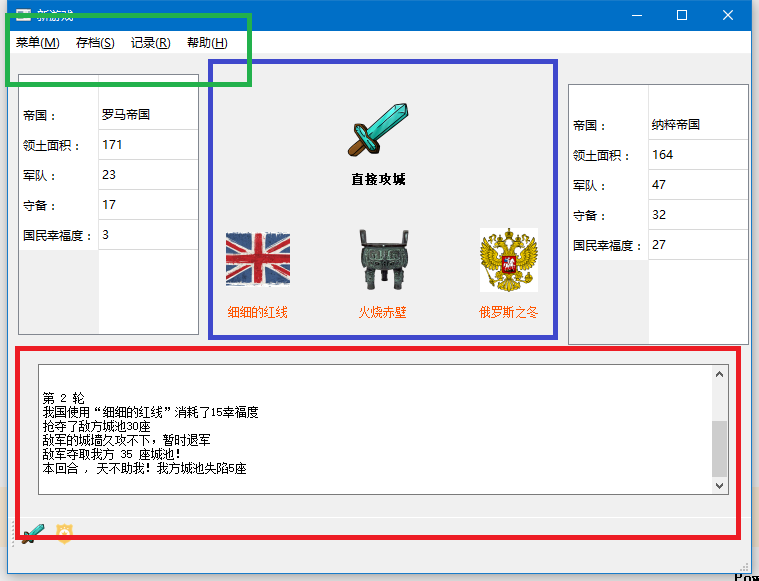 新游戏
菜单(M) 存档(S) 记录(R) 帮助(H)
帝国： 罗马帝国
领土面积： 171
军队： 23
守备： 17
国民幸福度： 3
直接攻城
细细的红线 火烧赤壁 俄罗斯之冬
帝国： 纳粹帝国
领土面积： 164
军队： 47
守备： 32
国民幸福度： 27
第 2 轮
我国使用“细细的红线”消耗了15幸福度
抢夺了敌方城池30座
敌军的城墙久攻不下，暂时退军
敌军夺取我方 35 座城池！
本回合 ，天不助我！我方城池失陷5座